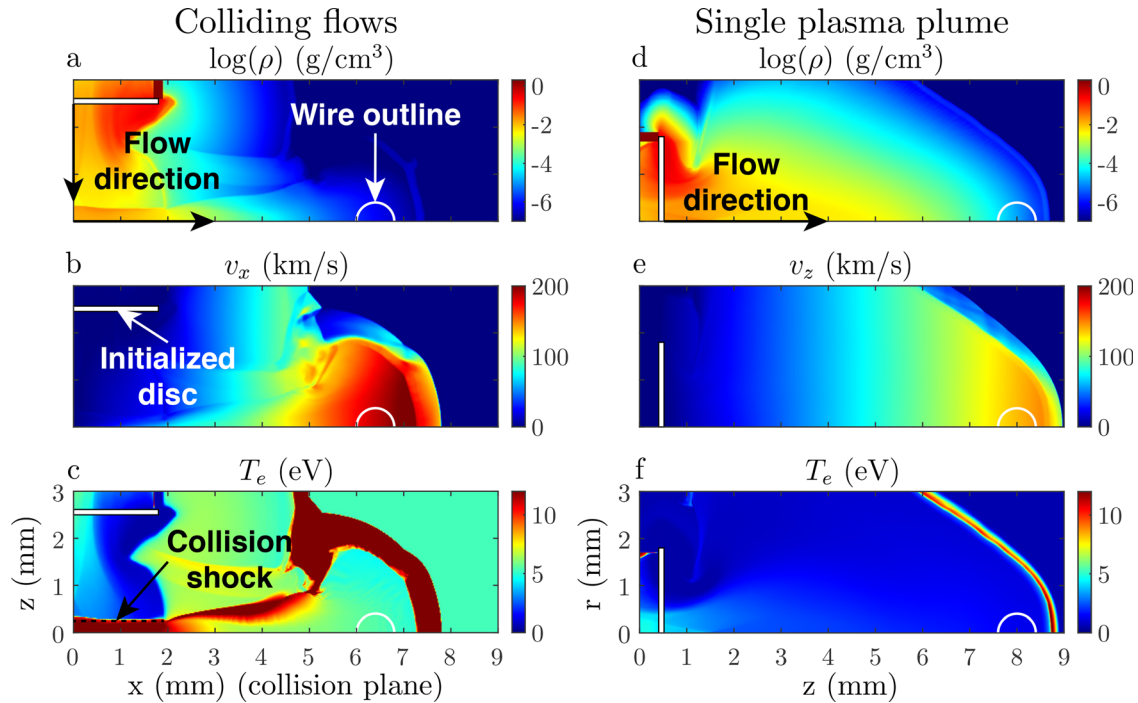 Colliding flows
Single plasma plume
a
log(ρ) (g/cm³)
Wire outline
Flow
direction
0
-2
-4
-6
d
log(ρ) (g/cm³)
Flow
direction
0
-2
-4
-6
b
vₓ (km/s)
Initialized
disc
200
100
0
e
v_z (km/s)
200
100
0
c
Tₑ (eV)
3
2
1
0
z (mm)
Collision
shock
10
5
0
0 1 2 3 4 5 6 7 8 9
x (mm) (collision plane)
f
Tₑ (eV)
3
2
1
0
r (mm)
10
5
0
0 1 2 3 4 5 6 7 8 9
z (mm)